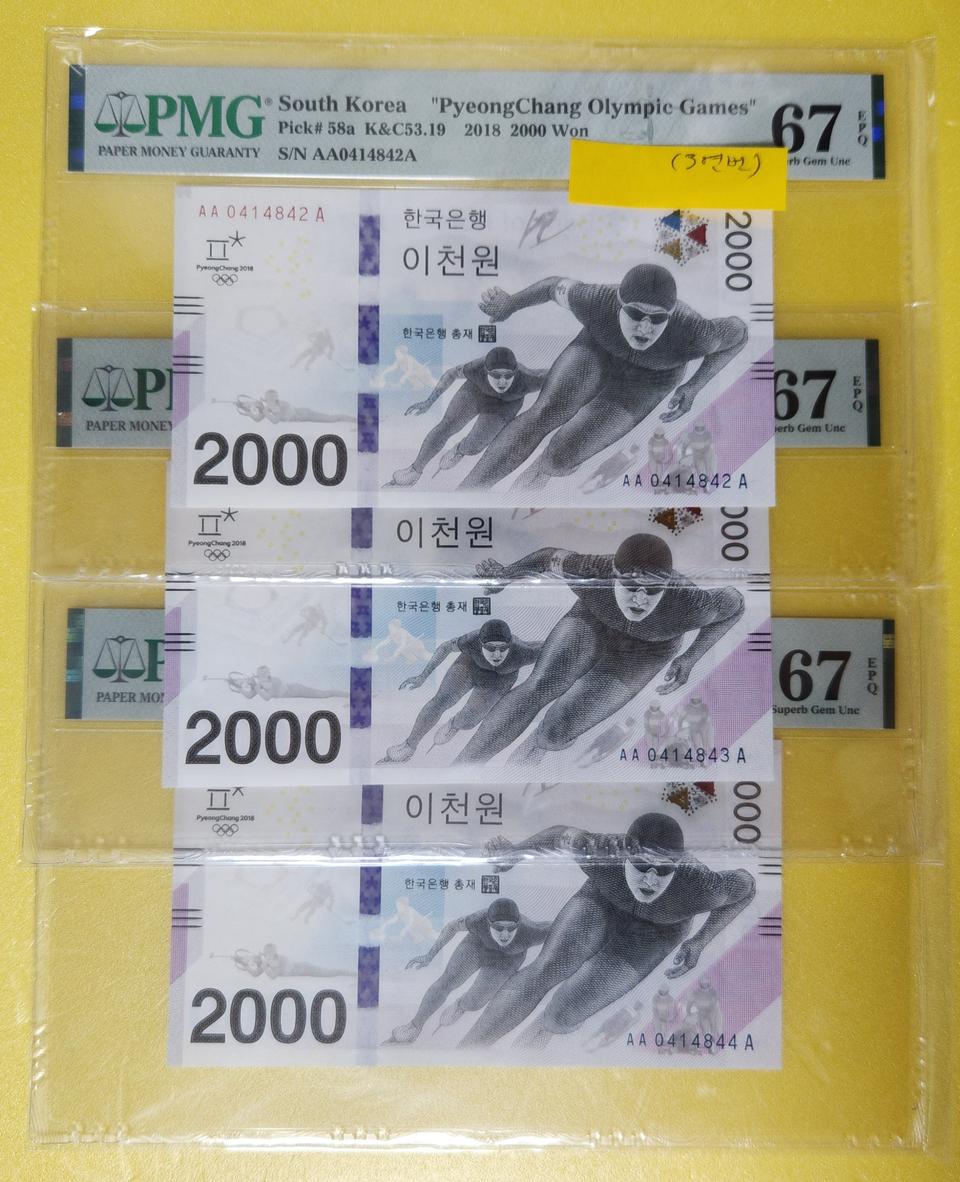 PMG® South Korea "PyeongChang Olympic Games" 67 EPQ
PAPER MONEY GUARANTY Pick# 58a K&C53.19 2018 2000 Won
S/N AA0414842A
Gem Unc
(3연번)
AA 0414842 A
한국은행
2000
이천원
PyeongChang 2018
한국은행 총재
2000
AA 0414842 A
67 EPQ
PAPER MONEY
Gem Unc
이천원
PyeongChang 2018
한국은행 총재
2000
AA 0414843 A
67 EPQ
Superb Gem Unc
이천원
PyeongChang 2018
한국은행 총재
2000
AA 0414844 A